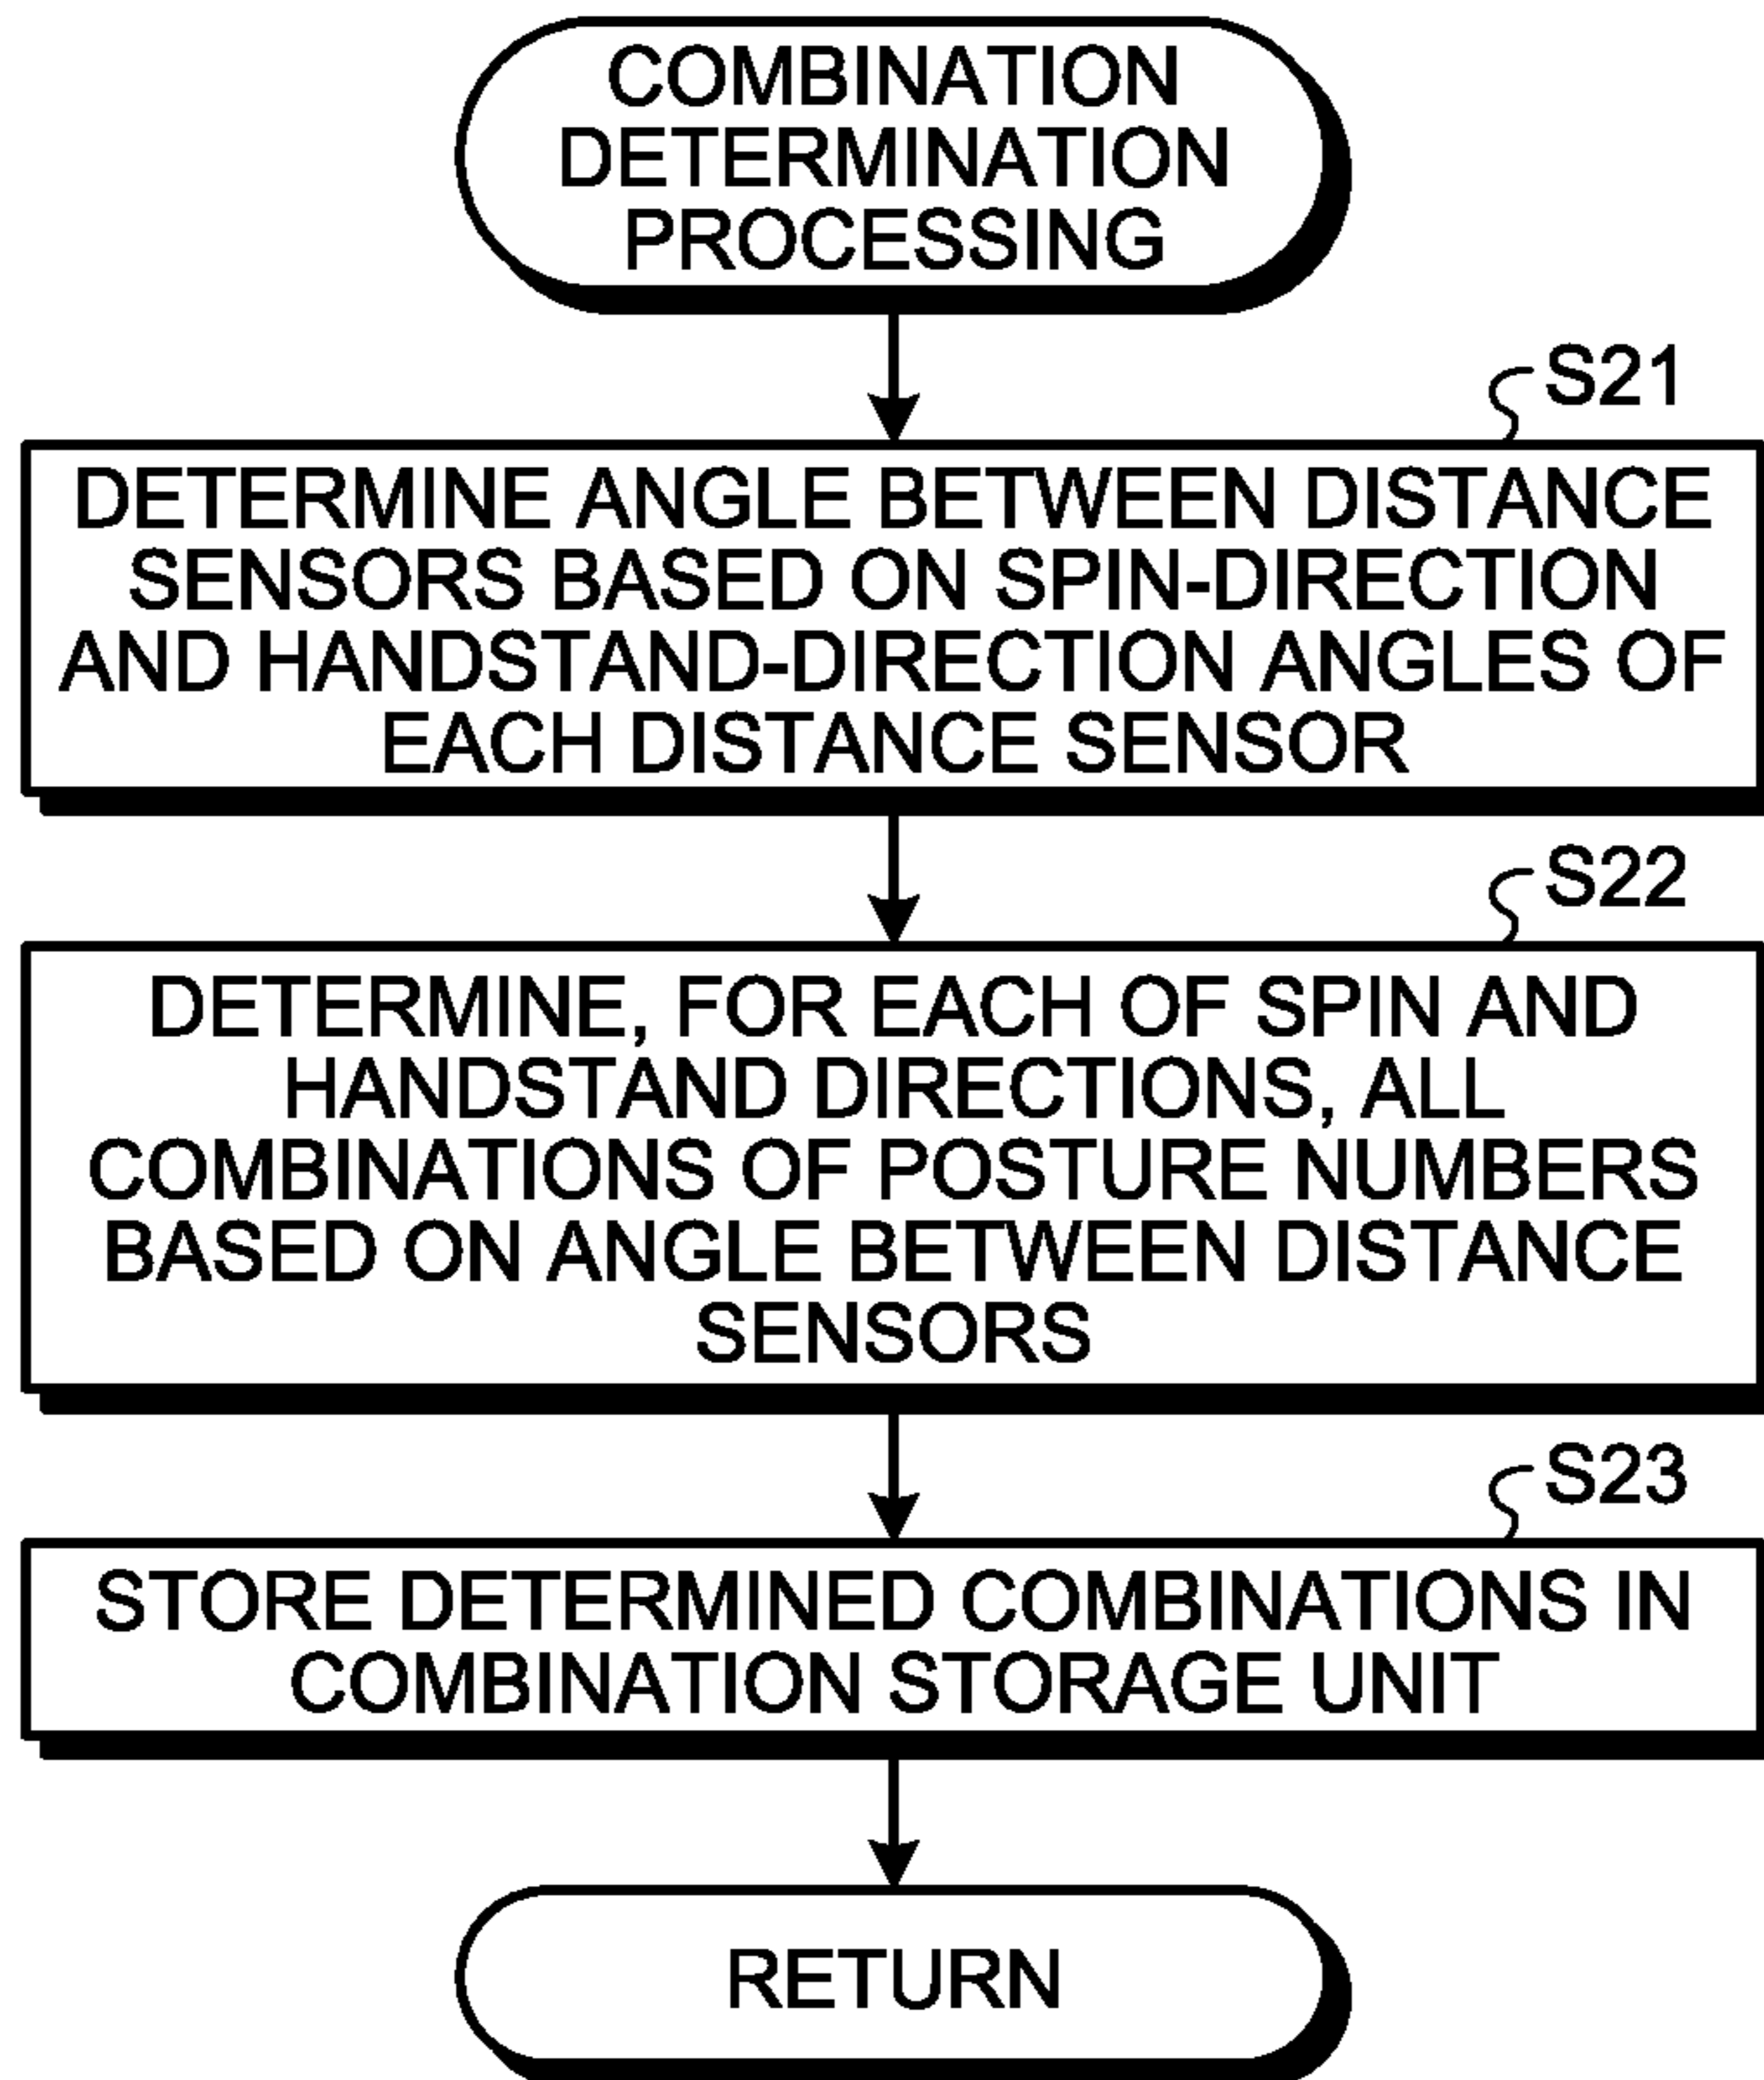 COMBINATION
DETERMINATION
PROCESSING
S21
DETERMINE ANGLE BETWEEN DISTANCE
SENSORS BASED ON SPIN-DIRECTION
AND HANDSTAND-DIRECTION ANGLES OF
EACH DISTANCE SENSOR
S22
DETERMINE, FOR EACH OF SPIN AND
HANDSTAND DIRECTIONS, ALL
COMBINATIONS OF POSTURE NUMBERS
BASED ON ANGLE BETWEEN DISTANCE
SENSORS
S23
STORE DETERMINED COMBINATIONS IN
COMBINATION STORAGE UNIT
RETURN